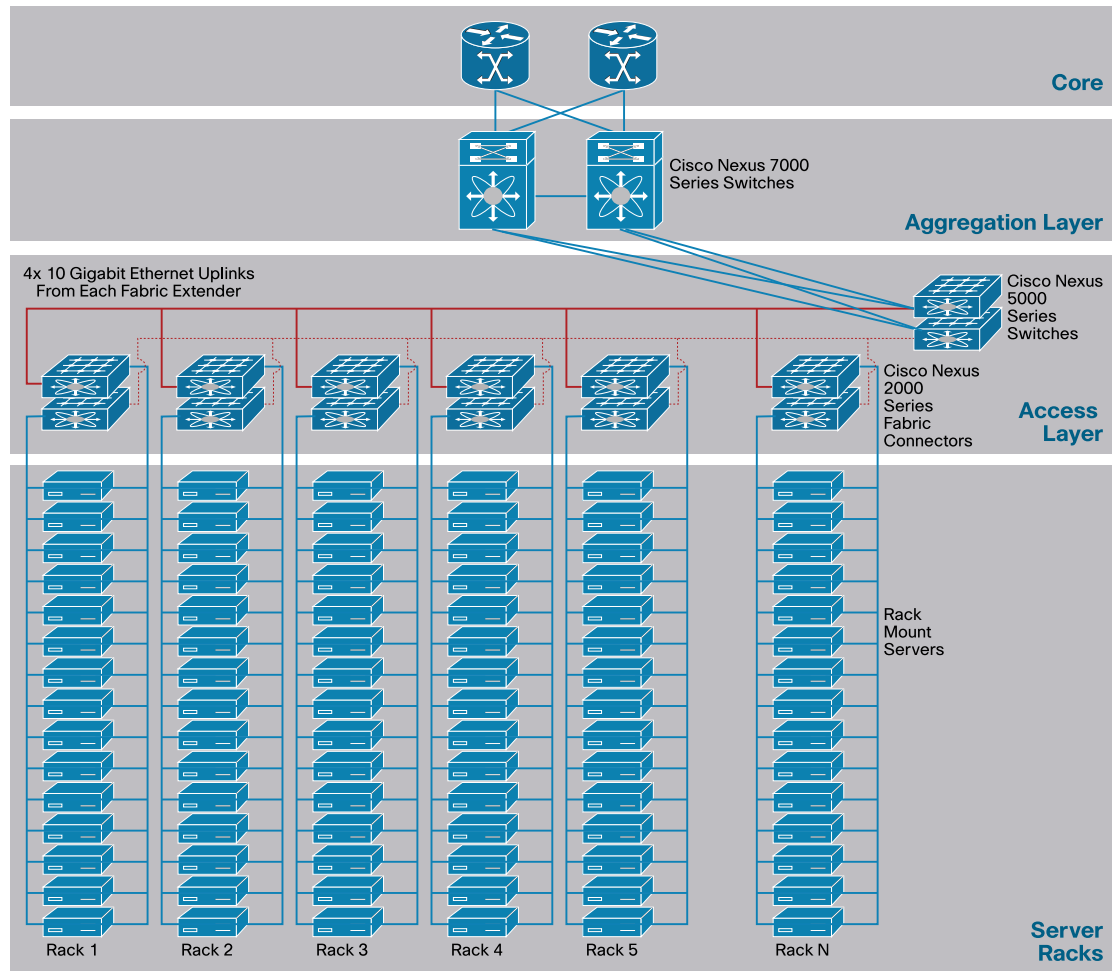 Core
Cisco Nexus 7000
Series Switches
Aggregation Layer
4x 10 Gigabit Ethernet Uplinks
From Each Fabric Extender
Cisco Nexus
5000
Series
Switches
Cisco Nexus
2000
Series
Fabric
Connectors
Access
Layer
Rack
Mount
Servers
Rack 1
Rack 2
Rack 3
Rack 4
Rack 5
Rack N
Server
Racks